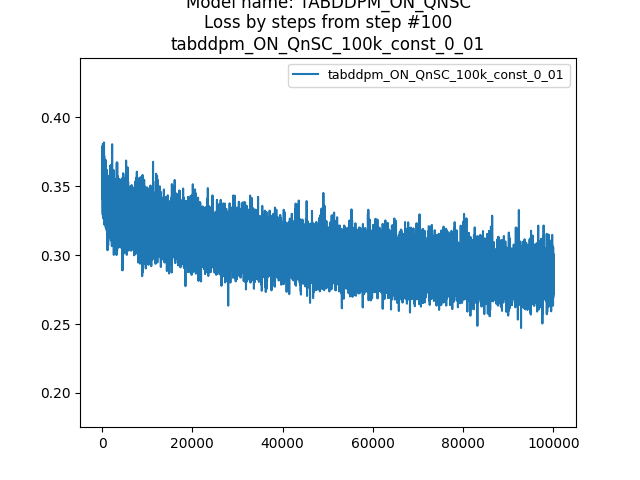 Model name: TABDDPM_ON_QNSC
Loss by steps from step #100
tabddpm_ON_QnSC_100k_const_0_01
tabddpm_ON_QnSC_100k_const_0_01
0.40
0.35
0.30
0.25
0.20
0 20000 40000 60000 80000 100000